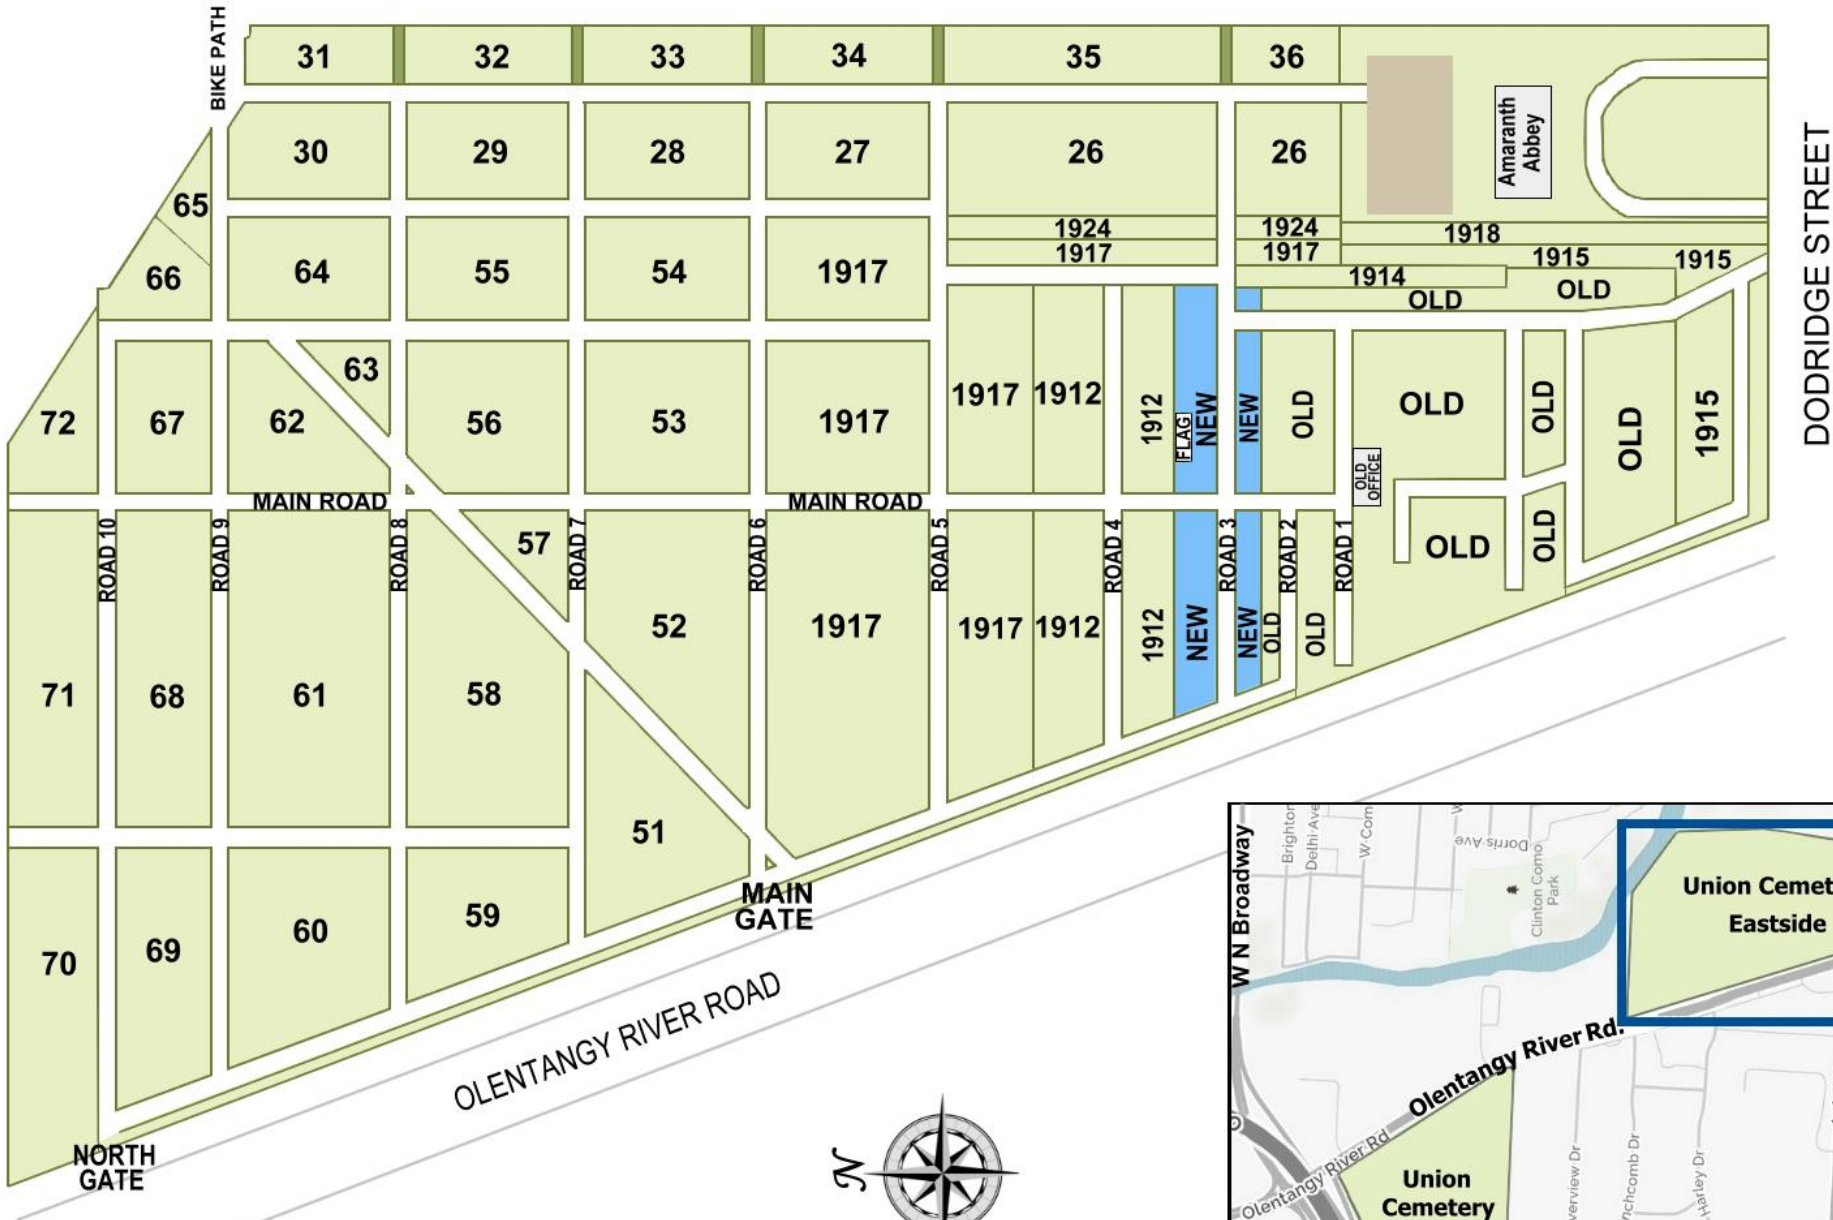 BIKE PATH
31
32
33
34
35
36
30
29
28
27
26
26
Amaranth
Abbey
DODRIDGE STREET
65
1924
1924
1918
1917
1917
1915
1915
66
64
55
54
1917
1914
OLD
OLD
63
72
67
62
56
53
1917
1917
1912
1912
FLAG
NEW
NEW
OLD
OLD
OLD
OLD
1915
OLD
OFFICE
MAIN ROAD
MAIN ROAD
ROAD 10
ROAD 9
ROAD 8
57
ROAD 7
ROAD 6
ROAD 5
ROAD 4
ROAD 3
ROAD 2
ROAD 1
OLD
OLD
71
68
61
58
52
1917
1917
1912
1912
NEW
NEW
OLD
OLD
51
70
69
60
59
MAIN
GATE
NORTH
GATE
OLENTANGY RIVER ROAD
N
W N Broadway
Brighton
Delhi Ave
W Com
W
Dorris Ave
Clinton Como
Park
Union Cemet
Eastside
Olentangy River Rd.
Olentangy River Rd
Union
Cemetery
verview Dr
nchcomb Dr
Harley Dr